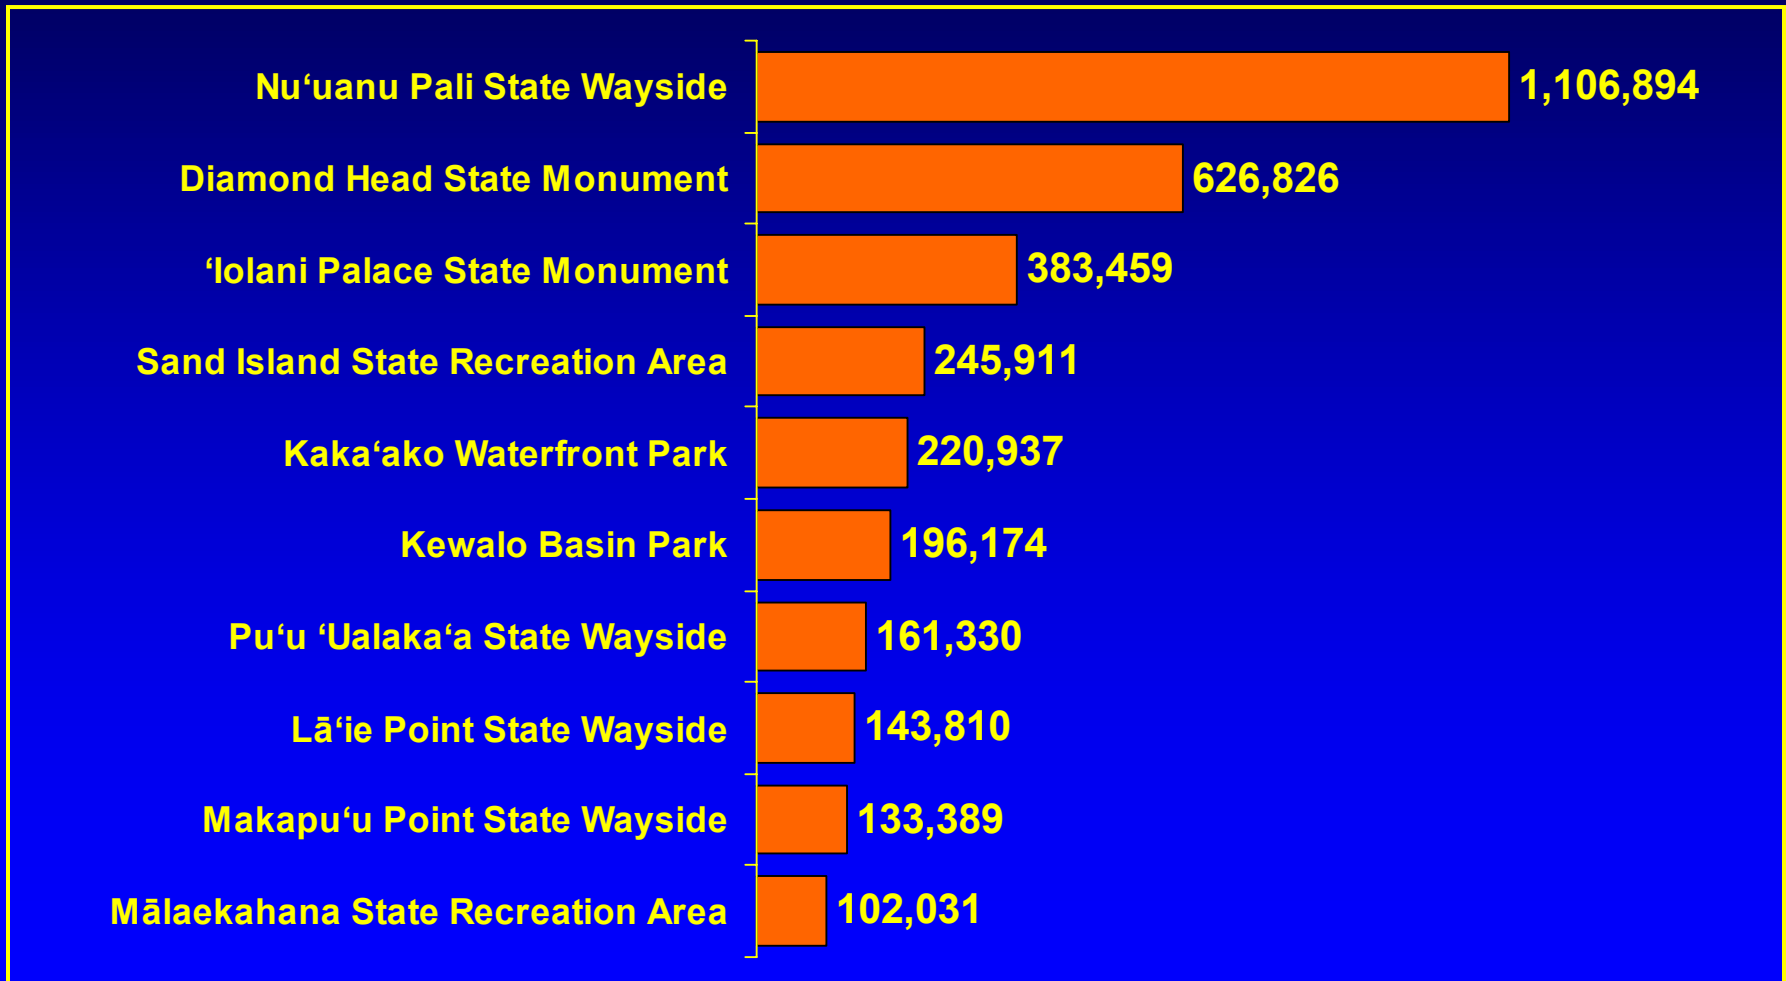 Nu‘uanu Pali State Wayside 1,106,894
Diamond Head State Monument 626,826
‘Iolani Palace State Monument 383,459
Sand Island State Recreation Area 245,911
Kaka‘ako Waterfront Park 220,937
Kewalo Basin Park 196,174
Pu‘u ‘Ualaka‘a State Wayside 161,330
Lā‘ie Point State Wayside 143,810
Makapu‘u Point State Wayside 133,389
Mālaekahana State Recreation Area 102,031